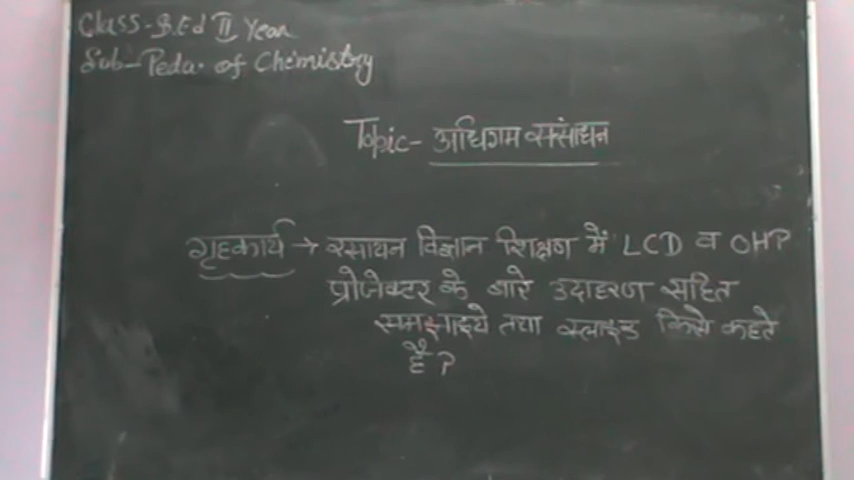 Class-B.Ed II Year
Sub-Peda. of Chemistry
Topic- अधिगम संसाधन
गृहकार्य → रसायन विज्ञान शिक्षण में LCD व OHP
प्रोजेक्टर के बारे उदाहरण सहित
समझाइये तथा स्लाइड किसे कहते
हैं?